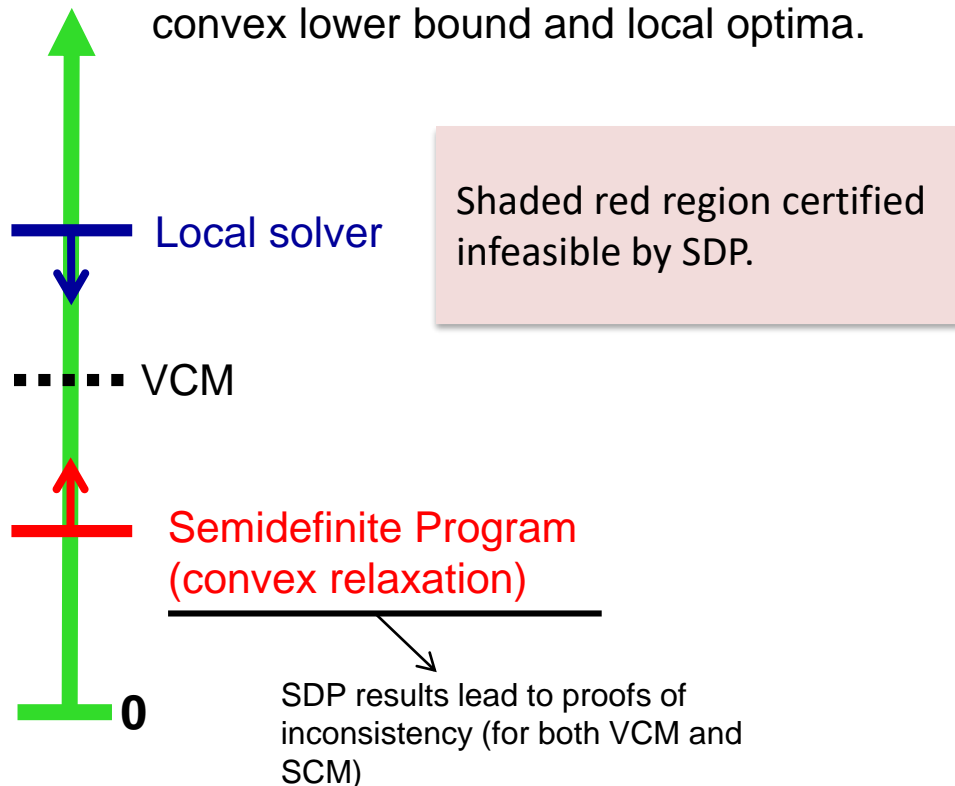 convex lower bound and local optima.
Shaded red region certified
infeasible by SDP.
Local solver
VCM
Semidefinite Program
(convex relaxation)
SDP results lead to proofs of
inconsistency (for both VCM and
SCM)
0